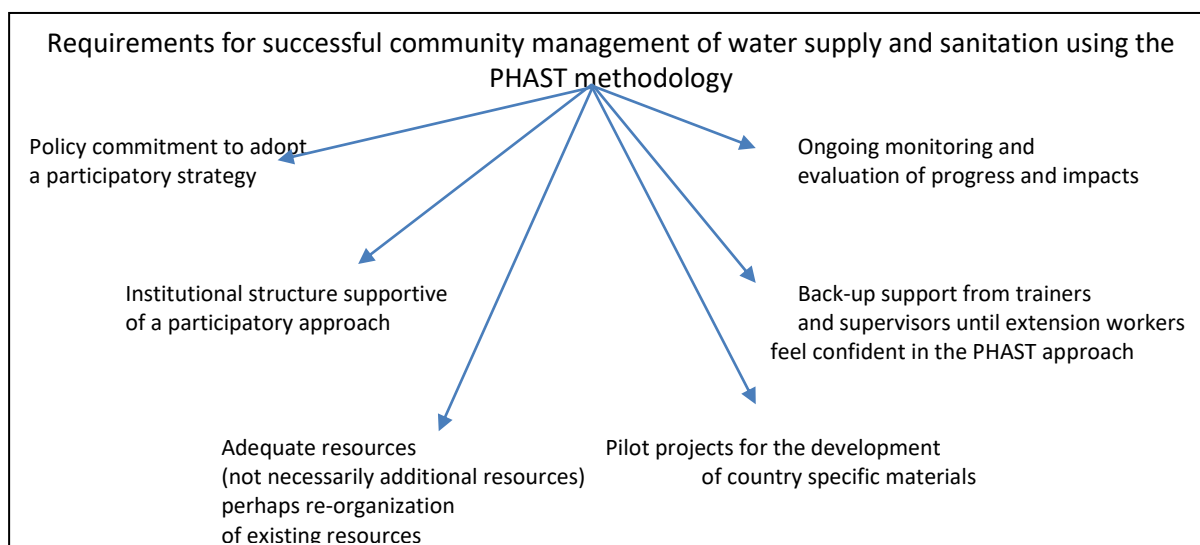 Requirements for successful community management of water supply and sanitation using the
PHAST methodology
Policy commitment to adopt
a participatory strategy
Ongoing monitoring and
evaluation of progress and impacts
Institutional structure supportive
of a participatory approach
Back-up support from trainers
and supervisors until extension workers
feel confident in the PHAST approach
Adequate resources
(not necessarily additional resources)
perhaps re-organization
of existing resources
Pilot projects for the development
of country specific materials